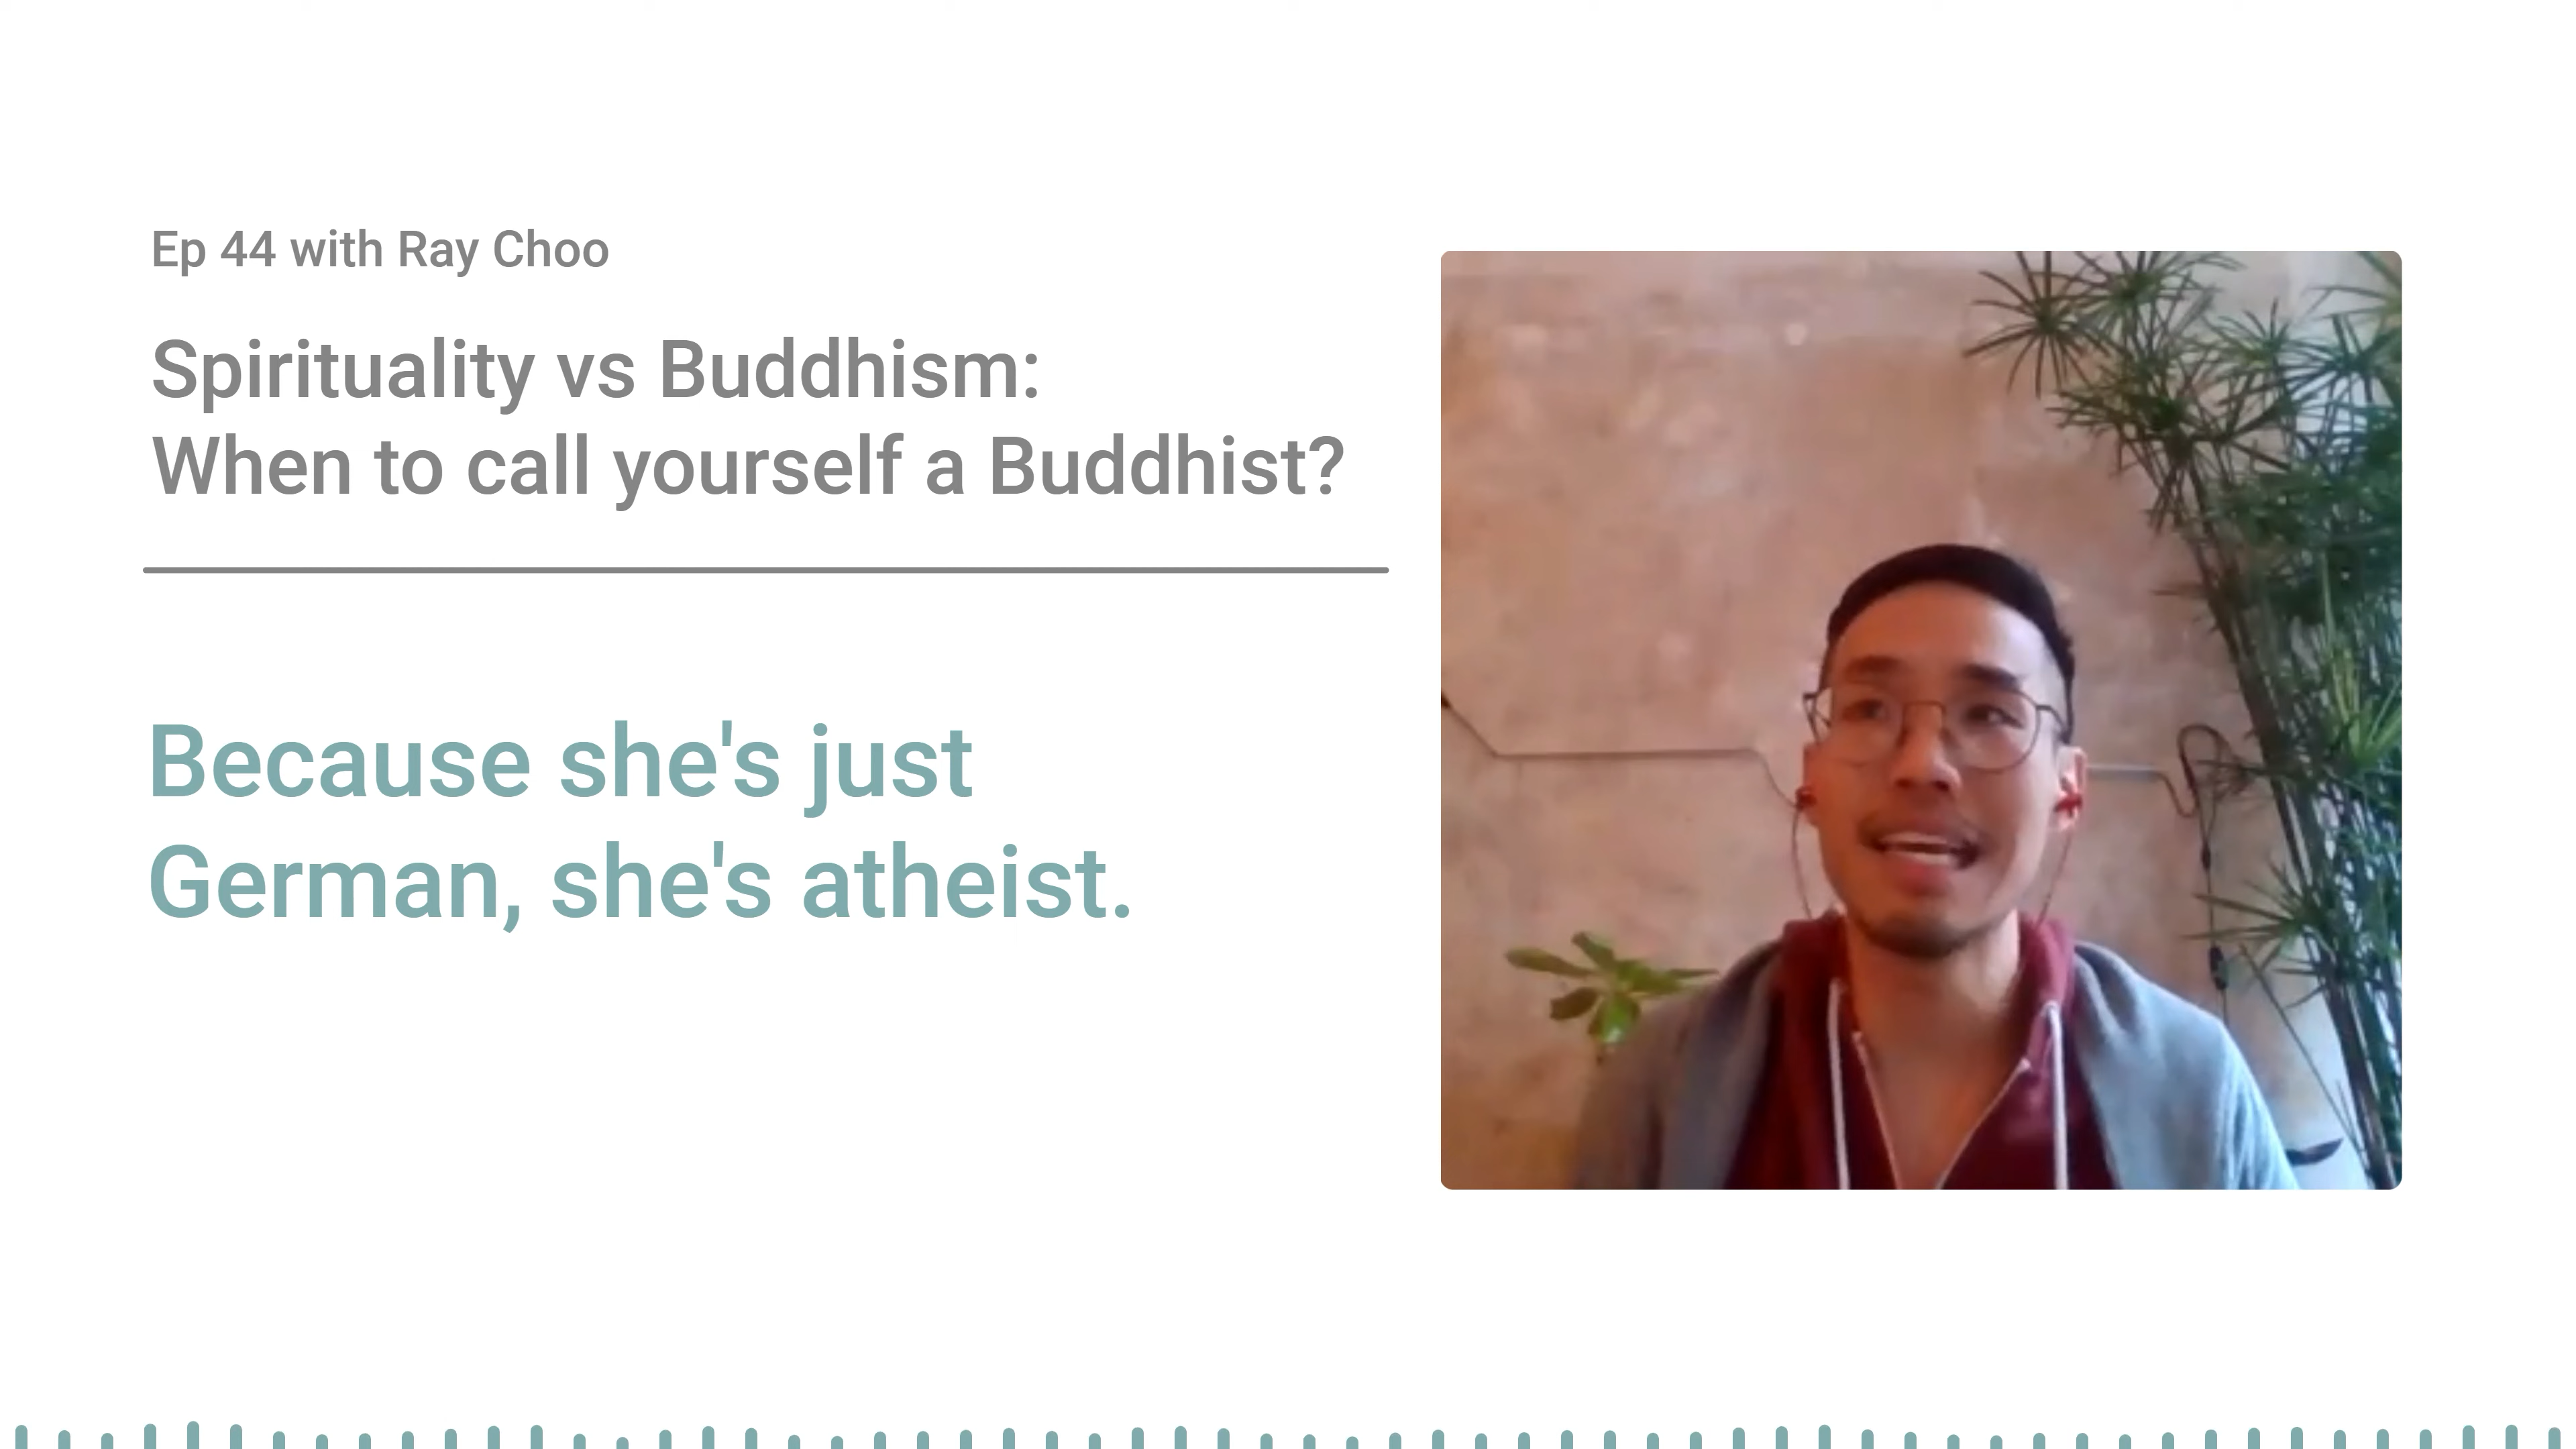 Ep 44 with Ray Choo
Spirituality vs Buddhism:
When to call yourself a Buddhist?
Because she's just
German, she's atheist.